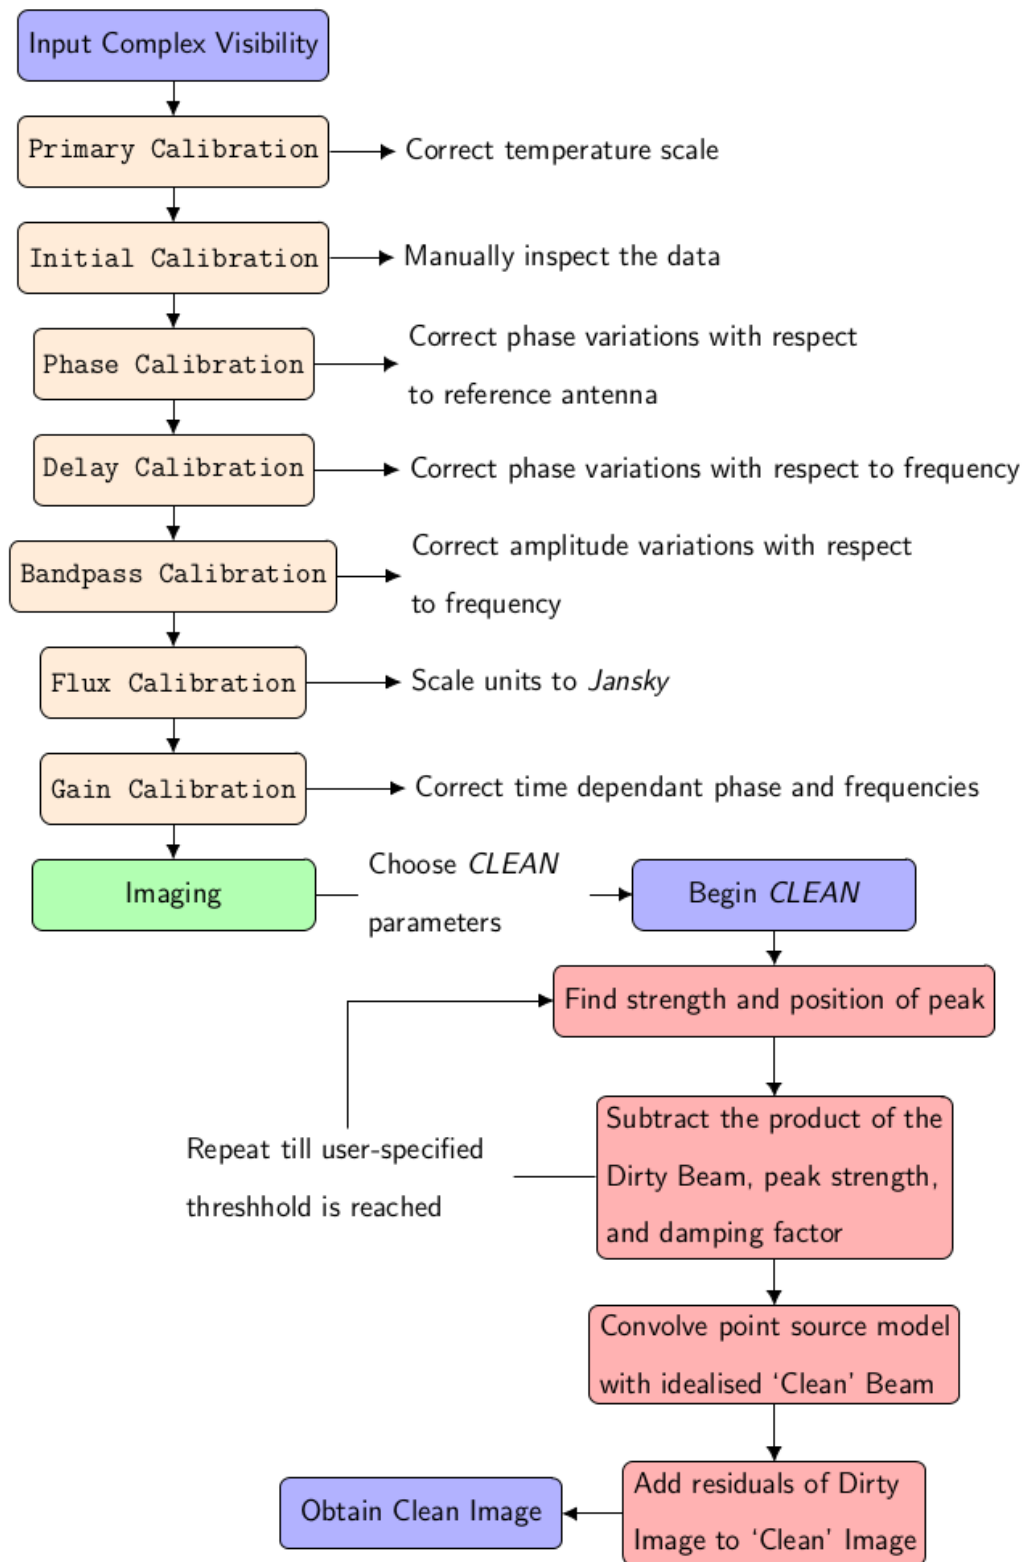 Input Complex Visibility
Primary Calibration
Correct temperature scale
Initial Calibration
Manually inspect the data
Phase Calibration
Correct phase variations with respect
to reference antenna
Delay Calibration
Correct phase variations with respect to frequency
Bandpass Calibration
Correct amplitude variations with respect
to frequency
Flux Calibration
Scale units to Jansky
Gain Calibration
Correct time dependant phase and frequencies
Imaging
Choose CLEAN
parameters
Begin CLEAN
Find strength and position of peak
Subtract the product of the
Dirty Beam, peak strength,
and damping factor
Repeat till user-specified
threshhold is reached
Convolve point source model
with idealised ‘Clean’ Beam
Add residuals of Dirty
Image to ‘Clean’ Image
Obtain Clean Image